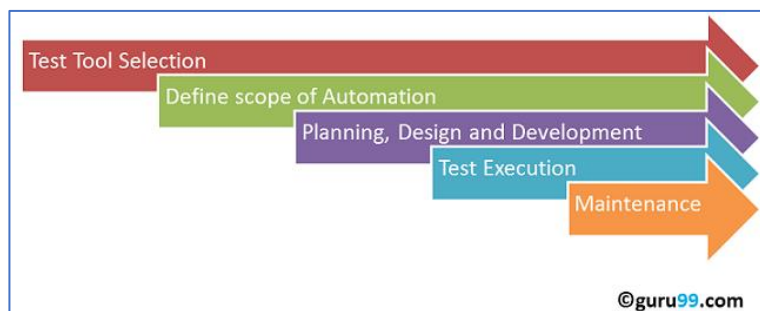 Test Tool Selection
Define scope of Automation
Planning, Design and Development
Test Execution
Maintenance
©guru99.com